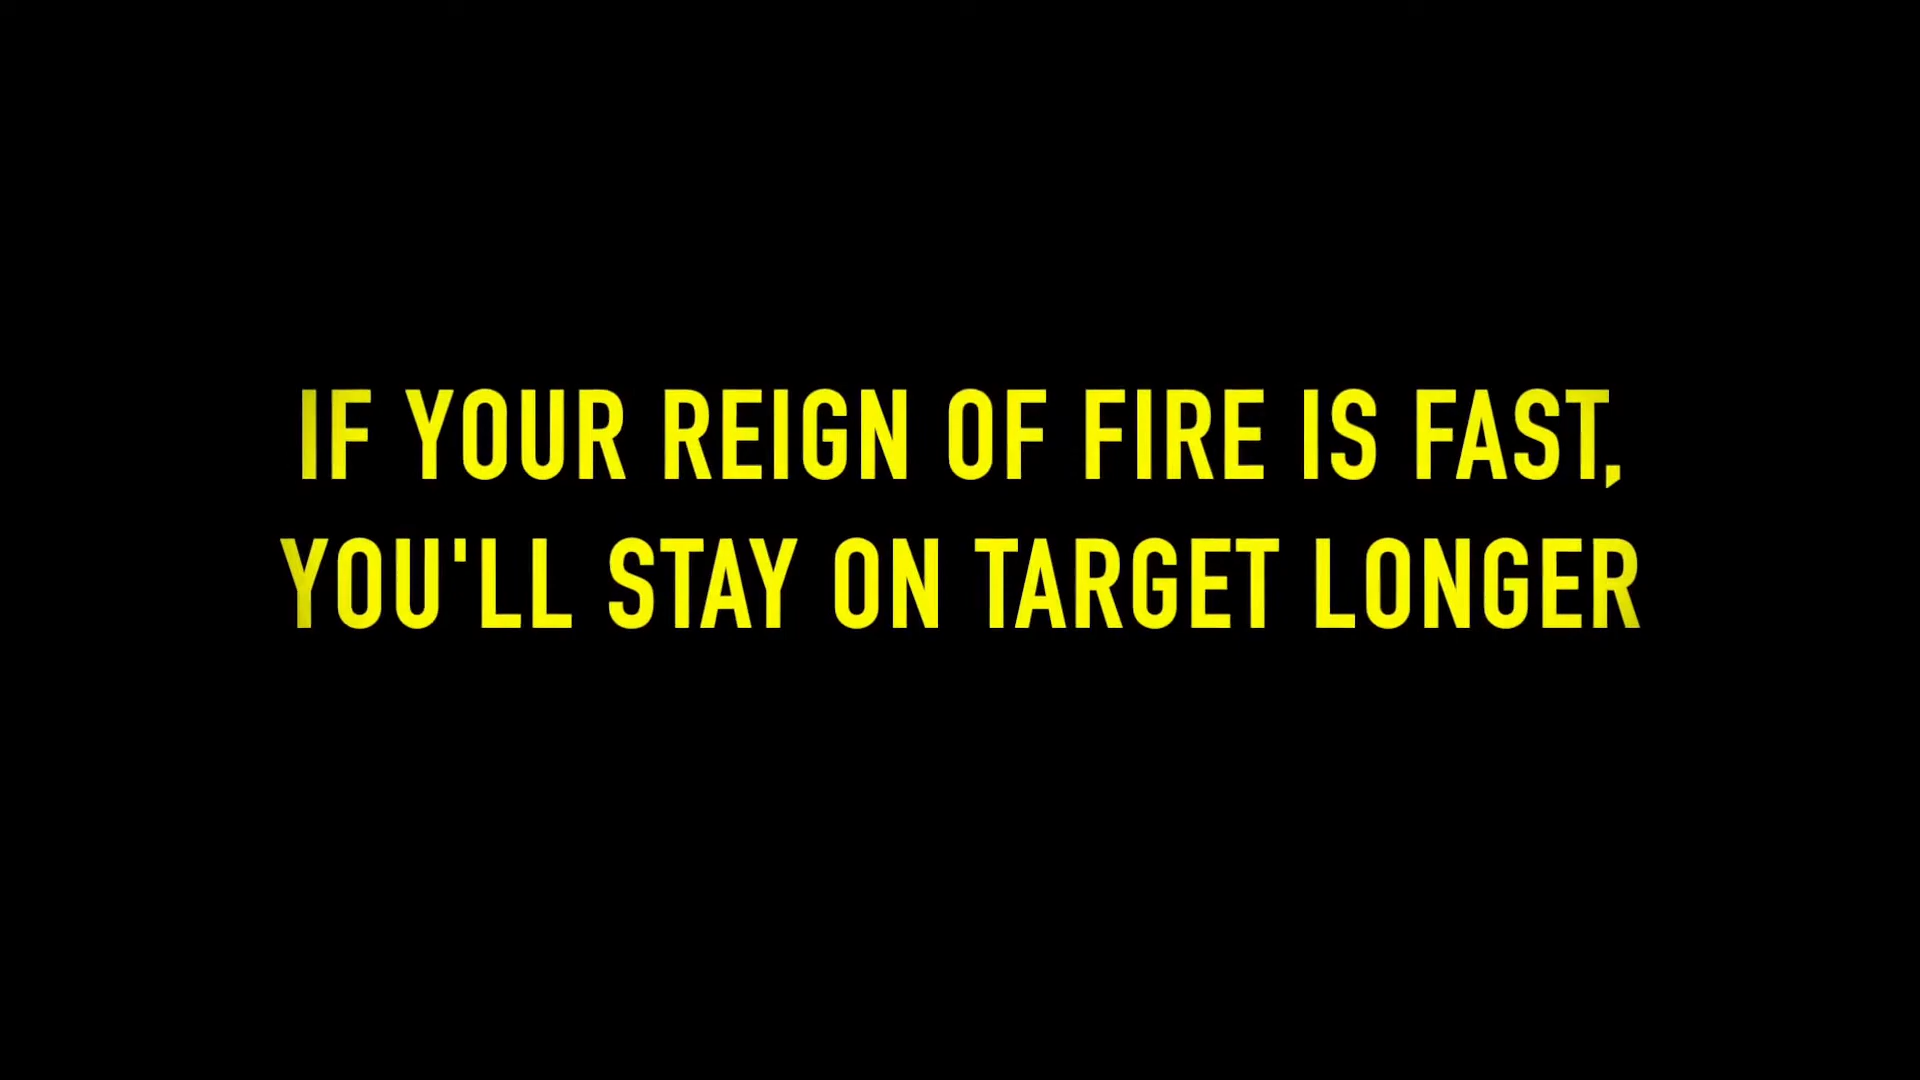 IF YOUR REIGN OF FIRE IS FAST,
YOU'LL STAY ON TARGET LONGER